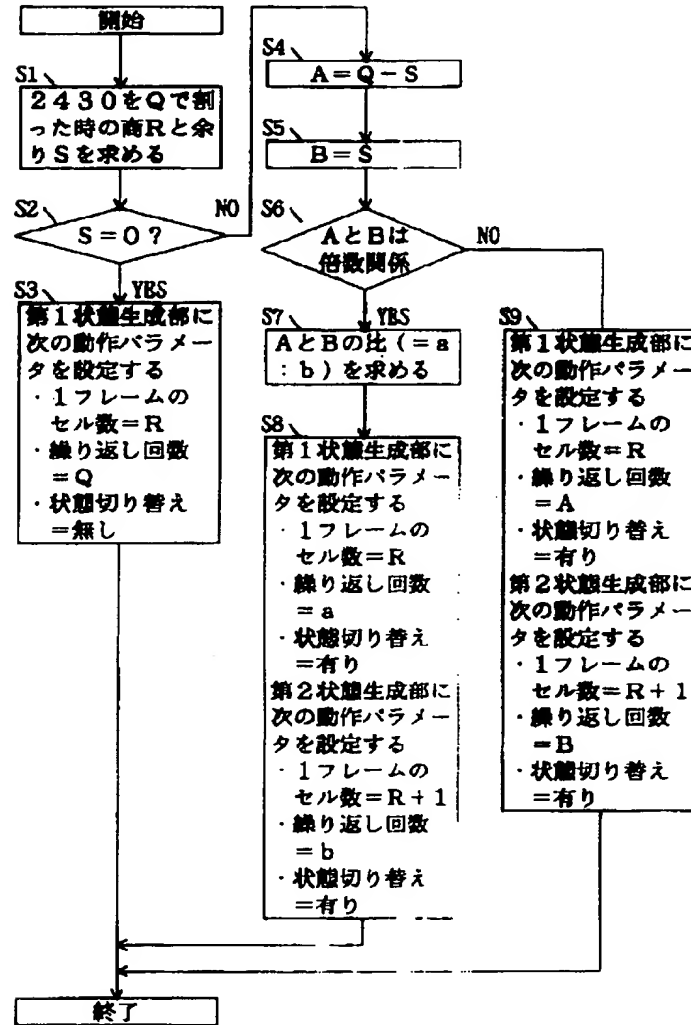 開始
S1
2430をQで割
った時の商Rと余
りSを求める
S2
S=0?
NO
YES
S3
第1状態生成部に
次の動作パラメー
タを設定する
・1フレームの
セル数=R
・繰り返し回数
=Q
・状態切り替え
=無し
S4
A=Q-S
S5
B=S
S6
AとBは
倍数関係
NO
YES
S7
AとBの比(=a
:b)を求める
S8
第1状態生成部に
次の動作パラメー
タを設定する
・1フレームの
セル数=R
・繰り返し回数
=a
・状態切り替え
=有り
第2状態生成部に
次の動作パラメー
タを設定する
・1フレームの
セル数=R+1
・繰り返し回数
=b
・状態切り替え
=有り
S9
第1状態生成部に
次の動作パラメー
タを設定する
・1フレームの
セル数=R
・繰り返し回数
=A
・状態切り替え
=有り
第2状態生成部に
次の動作パラメー
タを設定する
・1フレームの
セル数=R+1
・繰り返し回数
=B
・状態切り替え
=有り
終了